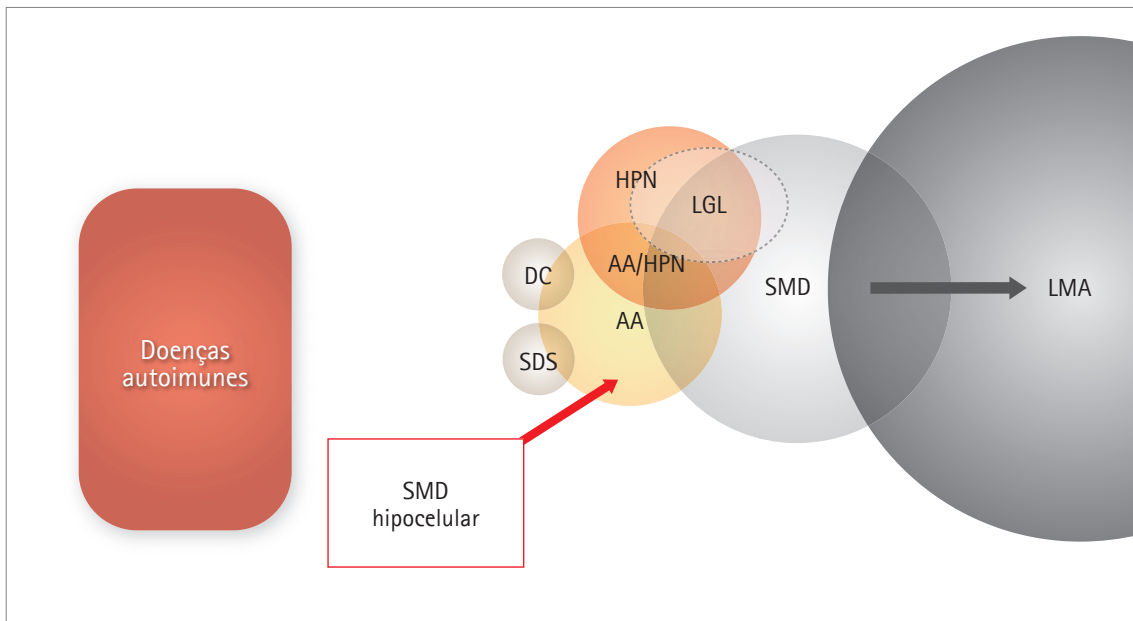 HPN
LGL
DC
AA/HPN
SMD
LMA
AA
SDS
Doenças
autoimunes
SMD
hipocelular